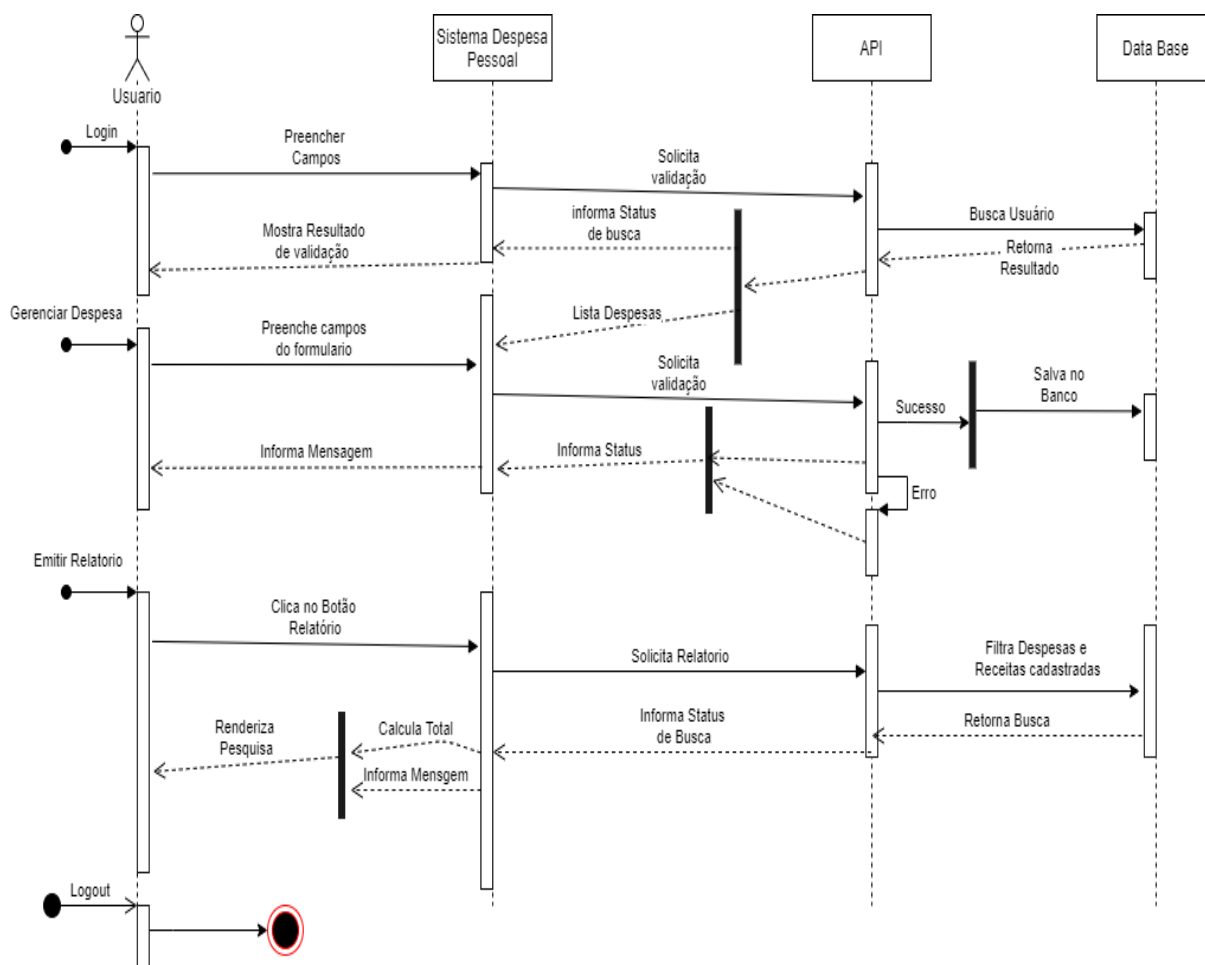 Sistema Despesa
Pessoal
API
Data Base
Usuario
Login
Preencher
Campos
Solicita
validação
informa Status
de busca
Busca Usuário
Mostra Resultado
de validação
Retorna
Resultado
Gerenciar Despesa
Lista Despesas
Preenche campos
do formulario
Solicita
validação
Salva no
Banco
Sucesso
Informa Mensagem
Informa Status
Erro
Emitir Relatorio
Clica no Botão
Relatório
Solicita Relatorio
Filtra Despesas e
Receitas cadastradas
Renderiza
Pesquisa
Calcula Total
Informa Status
de Busca
Retorna Busca
Informa Mensgem
Logout